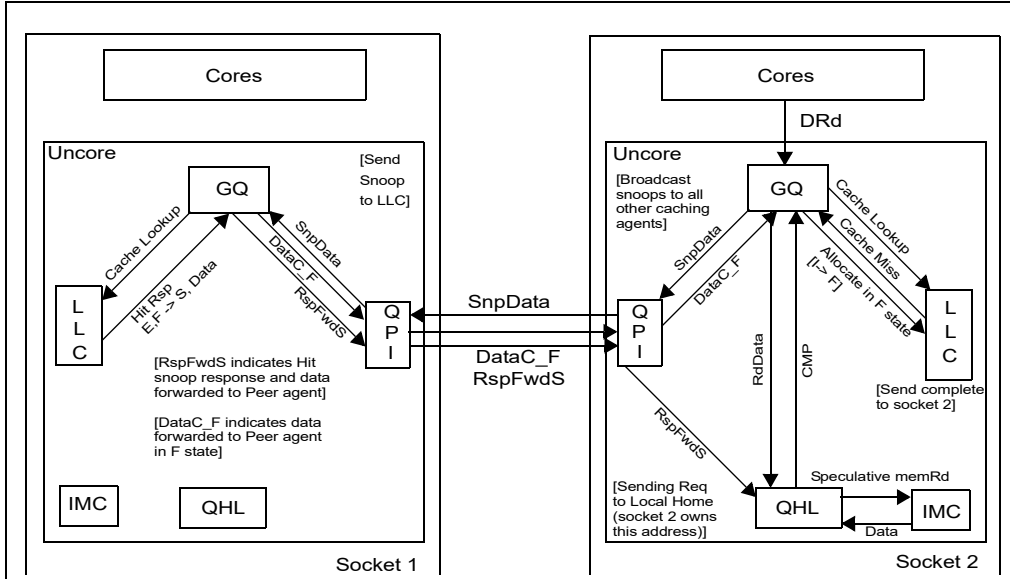 Cores
Uncore
[Send
Snoop
to LLC]
GQ
Cache Lookup
Hit Rsp
E,F -> S, Data
SnpData
DataC_F
RspFwdS
L
L
C
Q
P
I
[RspFwdS indicates Hit
snoop response and data
forwarded to Peer agent]
[DataC_F indicates data
forwarded to Peer agent
in F state]
IMC
QHL
Socket 1
SnpData
DataC_F
RspFwdS
Cores
DRd
Uncore
[Broadcast
snoops to all
other caching
agents]
GQ
SnpData
DataC_F
Cache Lookup
Cache Miss
Allocate in F state
[I-> F]
Q
P
I
L
L
C
RdData
CMP
[Send complete
to socket 2]
RspFwdS
[Sending Req
to Local Home
(socket 2 owns
this address)]
QHL
Speculative memRd
Data
IMC
Socket 2